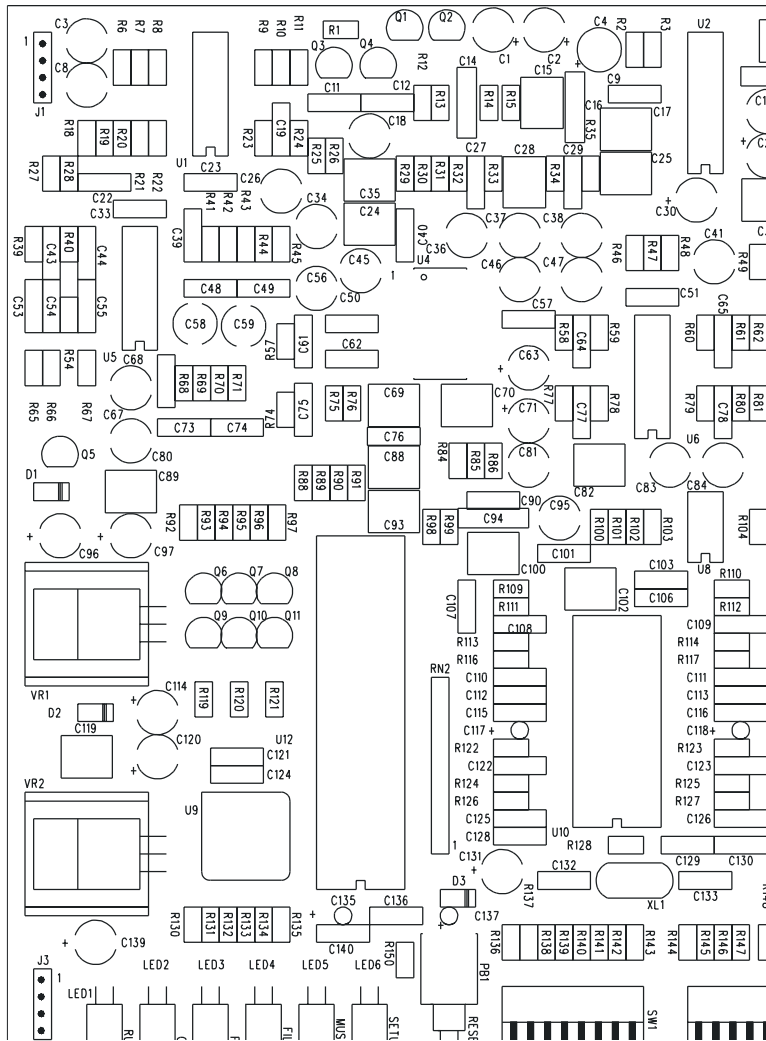 C3 R6 R7 R8 R9 R10 R11 R1 Q1 Q2 C4 R2 R3 U2
1 Q3 Q4 R12 C1 C2
C8 C14 C15 C9
J1 C11 C12 R13 R14 R15 C16 C17
R18 R19 R20 R23 C19 R24 C18 R35
U1 R25 R26 C27 C28 C29 C25
R27 R28 R21 R22 C23 C26 C35 R29 R30 R31 R32 R33 R34
C22 C33 R41 R42 R43 C34 C24 C40 C37 C38 C30
R39 C43 R40 C44 C39 R44 R45 C36 R46 R47 R48 C41 R49
C45 1 U4 C46 C47
C53 C54 C55 C48 C49 C56 C50 C51
C58 C59 R57 C61 C57 R58 C64 R59 R60 C65 R61 R62
R54 U5 C62 C63
C68 R68 R69 R70 R71 C69 C70 R77
R65 R66 R67 C67 R74 C75 R75 R76 C71 C77 R78 R79 C78 R80 R81
C73 C74 C76 U6
Q5 C80 C88 R84 R85 R86 C81 C82 C83 C84
D1 C89 R88 R89 R90 R91
R92 R93 R94 R95 R96 R97 C93 R98 R99 C90 C94 C95 R100 R101 R102 R103 R104
C96 C97 C100 C101 U8
Q6 Q7 Q8 C102 C103 R110
R109 C106 R112
Q9 Q10 Q11 C107 R111 C109
C108
R113 R114
R116 R117
VR1 C114 R119 R120 R121 RN2 C110 C111
D2 C112 C113
C119 C115 C116
C120 U12 C117 C118
C121 R122 R123
C124 C122 C123
VR2 R124 R125
U9 R126 R127
C125 C126
1 C128 U10 R128
C131 C129 C130
D3 R137 C132 XL1 C133
R130 R131 R132 R133 R134 R135 C135 C136 C137
C139 C140 R150 R136 R138 R139 R140 R141 R142 R143 R144 R145 R146 R147
J3 1 LED1 LED2 LED3 LED4 LED5 LED6 PB1 SW1
MUS SETU RESE